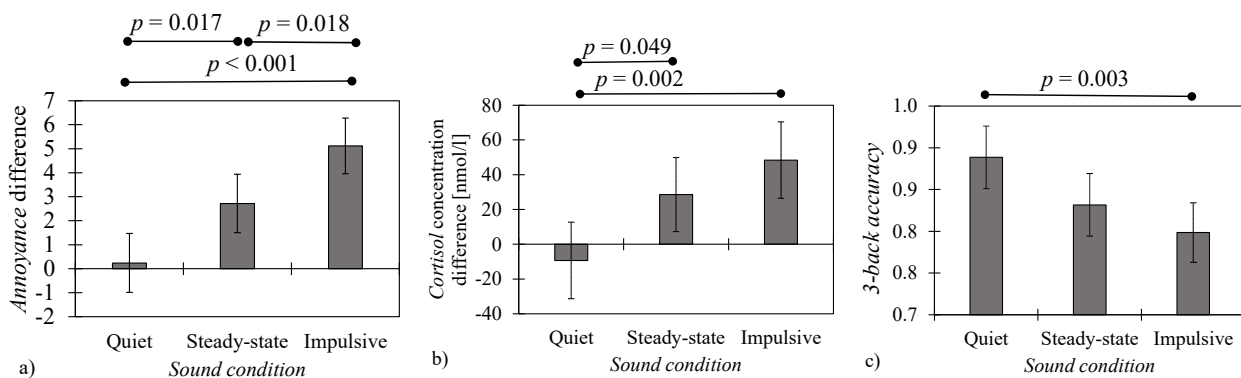 p = 0.017
p = 0.018
p < 0.001
7
6
5
4
3
2
1
0
-1
-2
Annoyance difference
Quiet
Steady-state
Impulsive
Sound condition
a)
p = 0.049
p = 0.002
80
60
40
20
0
-20
-40
Cortisol concentration
difference [nmol/l]
Quiet
Steady-state
Impulsive
Sound condition
b)
p = 0.003
1.0
0.9
0.9
0.8
0.8
0.7
3-back accuracy
Quiet
Steady-state
Impulsive
Sound condition
c)